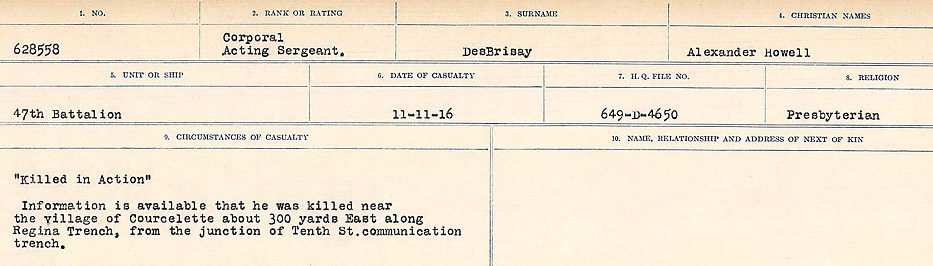 1. NO.
2. RANK OR RATING
3. SURNAME
4. CHRISTIAN NAMES
628558
Corporal
Acting Sergeant.
DesBrisay
Alexander Howell
5. UNIT OR SHIP
6. DATE OF CASUALTY
7. H.Q. FILE NO.
8. RELIGION
47th Battalion
11-11-16
649-D-4650
Presbyterian
9. CIRCUMSTANCES OF CASUALTY
10. NAME, RELATIONSHIP AND ADDRESS OF NEXT OF KIN
"Killed in Action"
Information is available that he was killed near
the village of Courcelette about 300 yards East along
Regina Trench, from the junction of Tenth St.communication
trench.